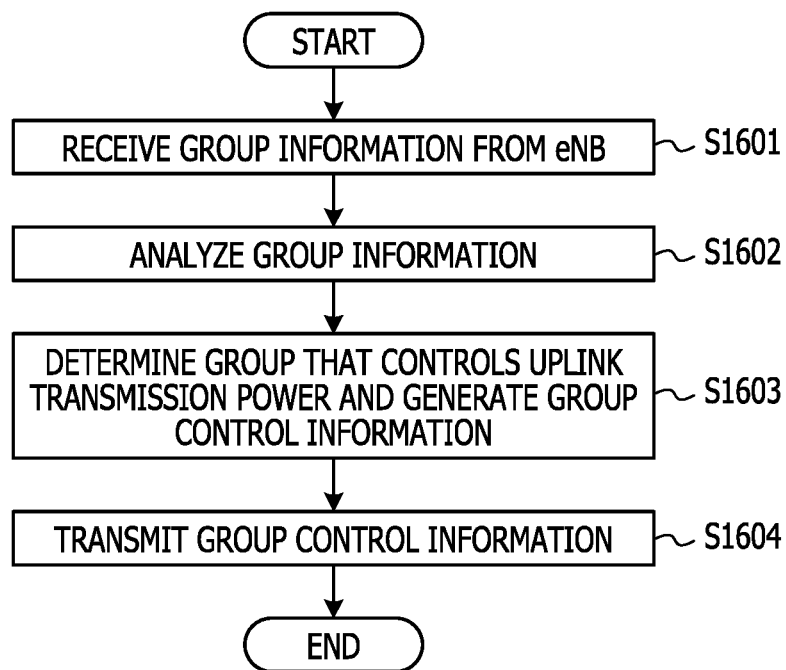 START
RECEIVE GROUP INFORMATION FROM eNB
S1601
ANALYZE GROUP INFORMATION
S1602
DETERMINE GROUP THAT CONTROLS UPLINK
TRANSMISSION POWER AND GENERATE GROUP
CONTROL INFORMATION
S1603
TRANSMIT GROUP CONTROL INFORMATION
S1604
END